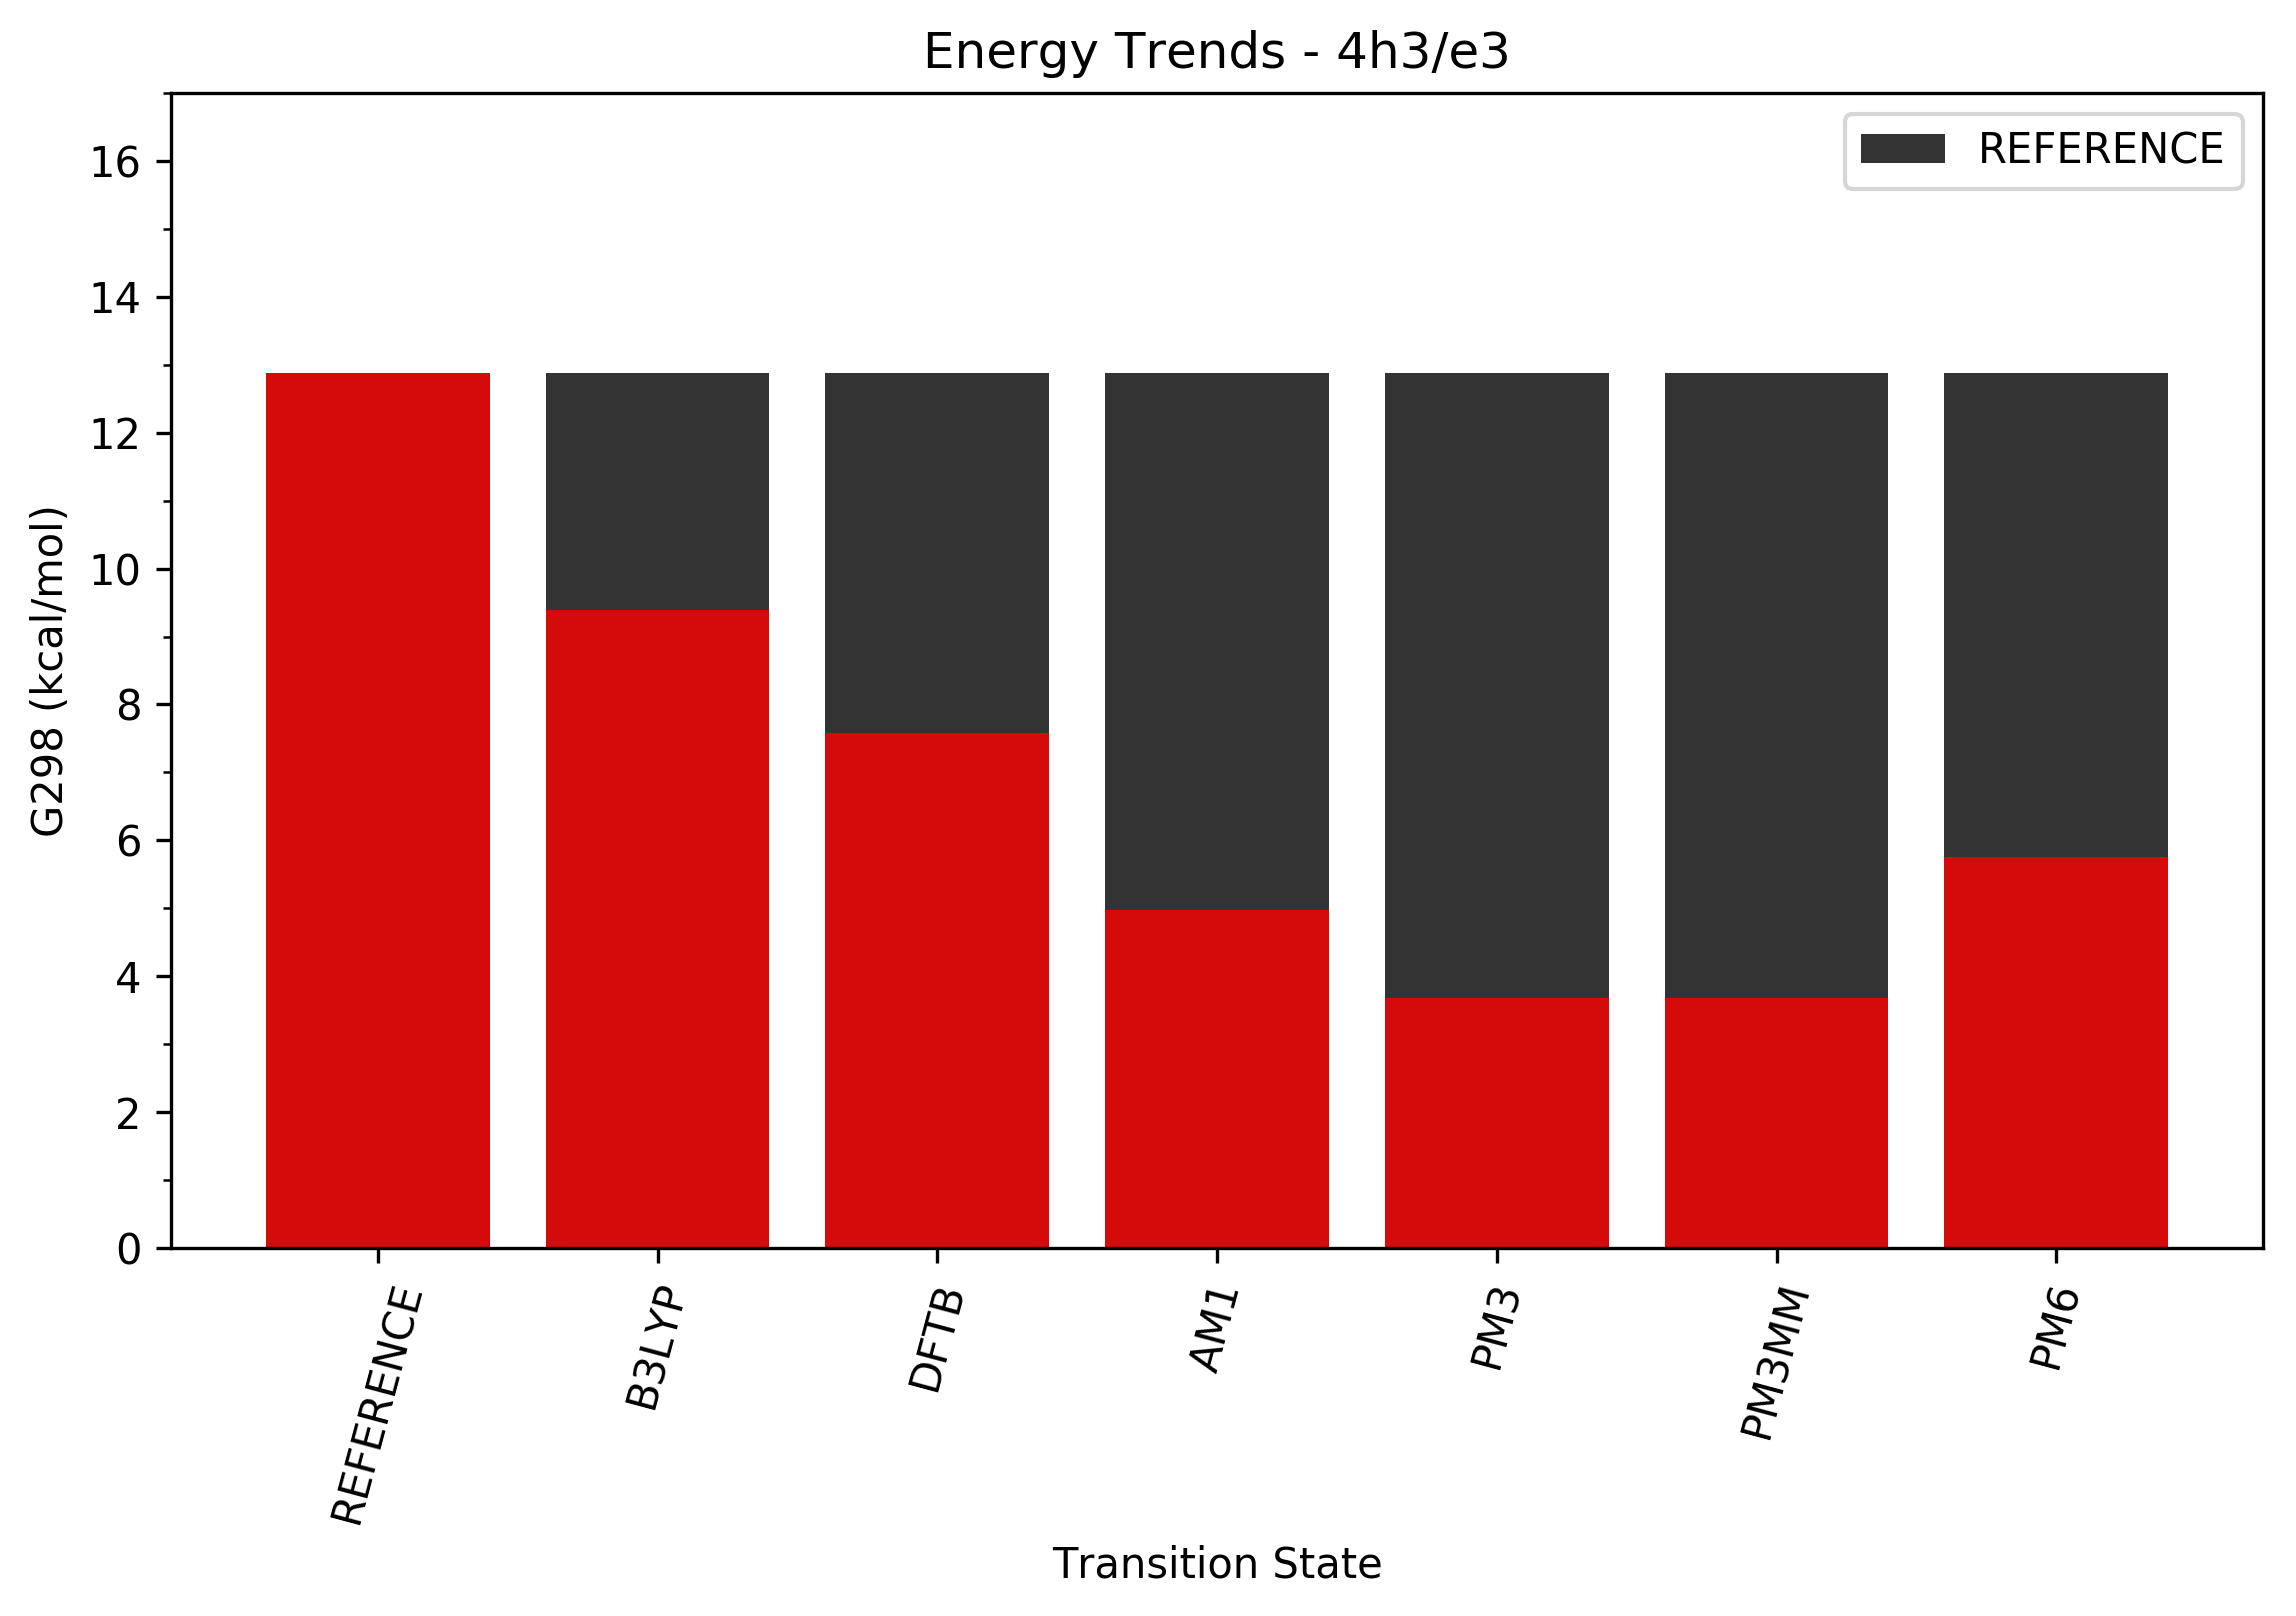 Energy Trends - 4h3/e3
REFERENCE
G298 (kcal/mol)
16
14
12
10
8
6
4
2
0
REFERENCE
B3LYP
DFTB
AM1
PM3
PM3MM
PM6
Transition State